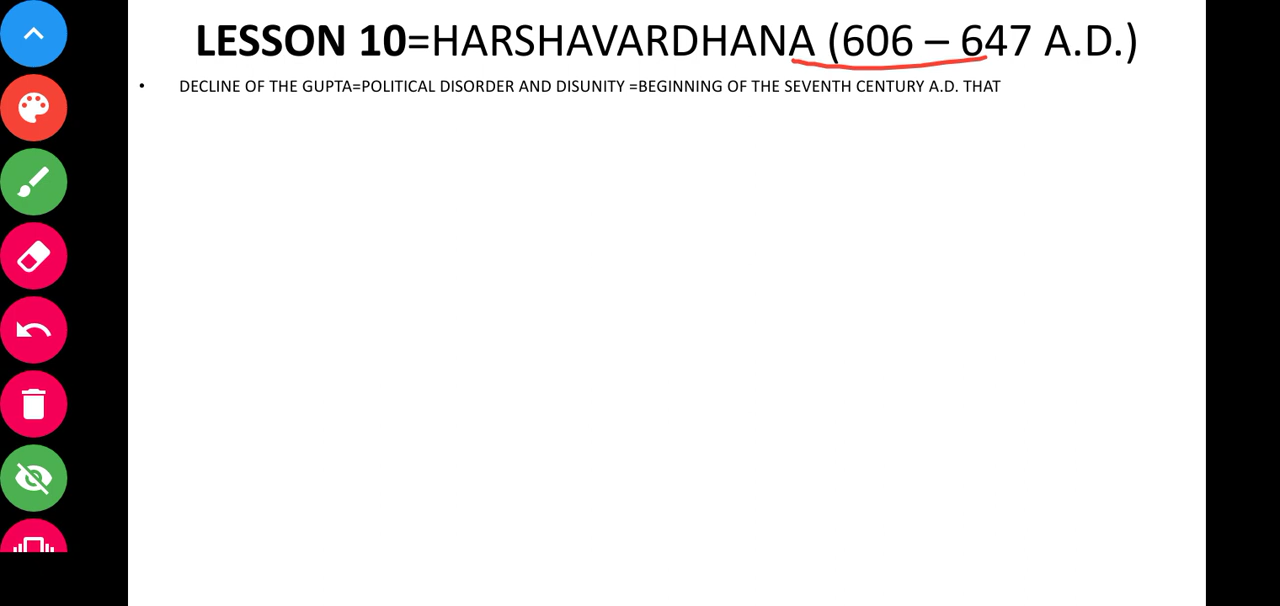 LESSON 10=HARSHAVARDHANA (606 – 647 A.D.)
• DECLINE OF THE GUPTA=POLITICAL DISORDER AND DISUNITY =BEGINNING OF THE SEVENTH CENTURY A.D. THAT